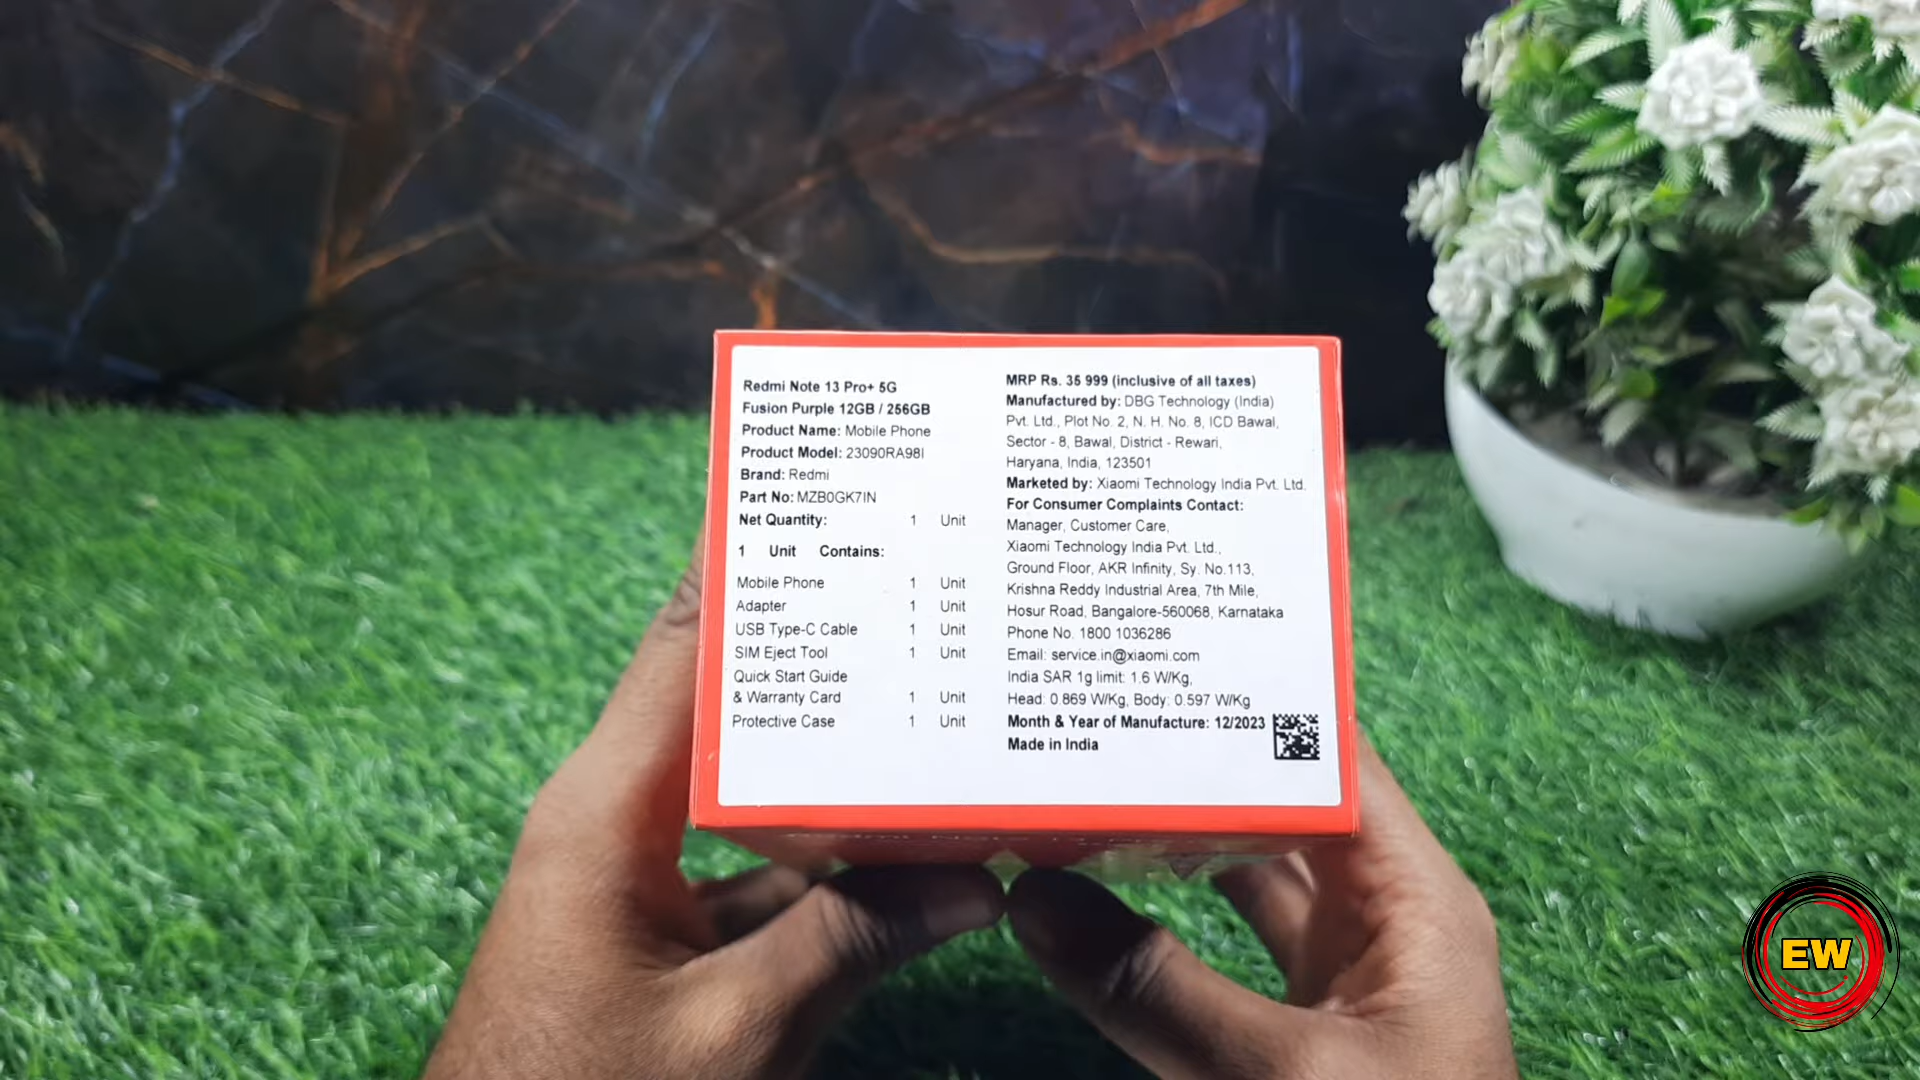 Redmi Note 13 Pro+ 5G
Fusion Purple 12GB / 256GB
Product Name: Mobile Phone
Product Model: 23090RA98I
Brand: Redmi
Part No: MZB0GK7IN
Net Quantity: 1 Unit
1 Unit Contains:
Mobile Phone 1 Unit
Adapter 1 Unit
USB Type-C Cable 1 Unit
SIM Eject Tool 1 Unit
Quick Start Guide
& Warranty Card 1 Unit
Protective Case 1 Unit
MRP Rs. 35 999 (inclusive of all taxes)
Manufactured by: DBG Technology (India)
Pvt. Ltd., Plot No. 2, N. H. No. 8, ICD Bawal,
Sector - 8, Bawal, District - Rewari,
Haryana, India, 123501
Marketed by: Xiaomi Technology India Pvt. Ltd.
For Consumer Complaints Contact:
Manager, Customer Care,
Xiaomi Technology India Pvt. Ltd.,
Ground Floor, AKR Infinity, Sy. No.113,
Krishna Reddy Industrial Area, 7th Mile,
Hosur Road, Bangalore-560068, Karnataka
Phone No. 1800 1036286
Email: service.in@xiaomi.com
India SAR 1g limit: 1.6 W/Kg,
Head: 0.869 W/Kg, Body: 0.597 W/Kg
Month & Year of Manufacture: 12/2023
Made in India
EW